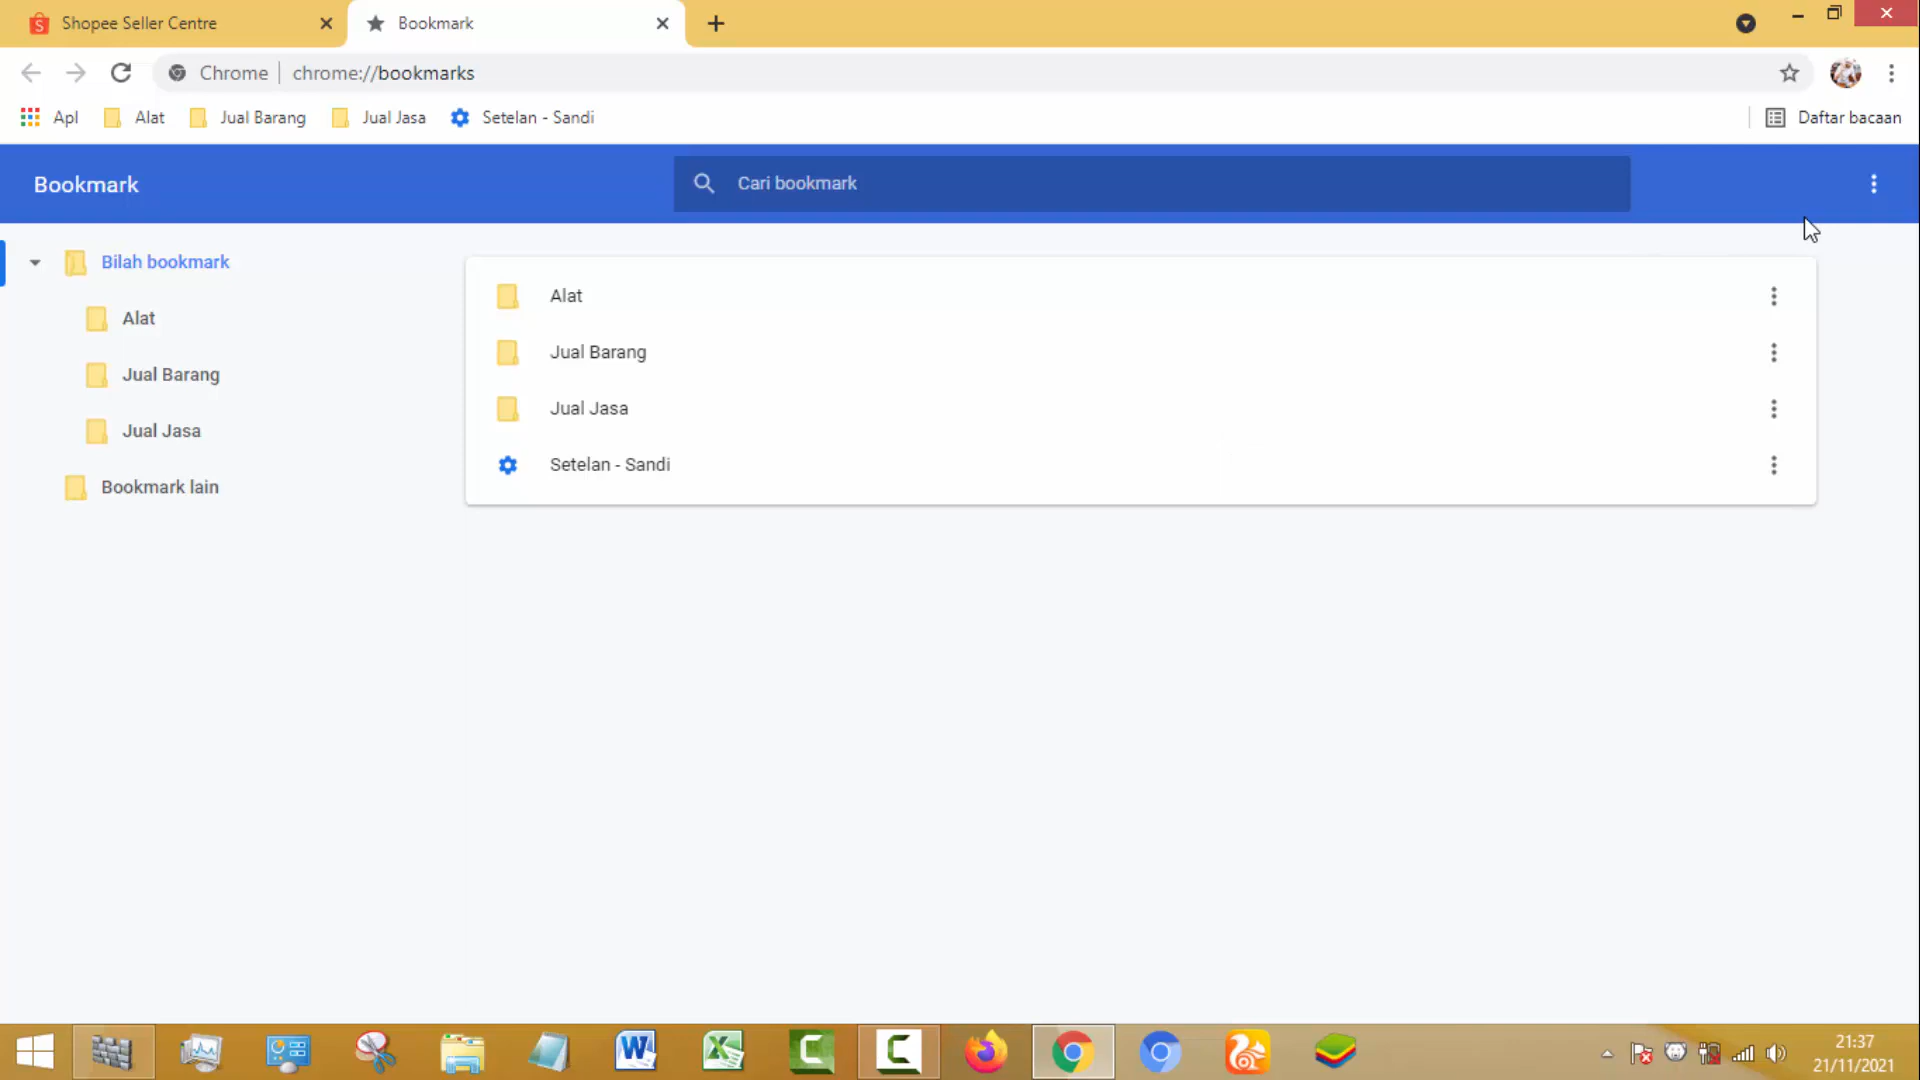 Shopee Seller Centre
Bookmark
Chrome
chrome://bookmarks
Apl
Alat
Jual Barang
Jual Jasa
Setelan - Sandi
Daftar bacaan
Bookmark
Cari bookmark
Bilah bookmark
Alat
Jual Barang
Jual Jasa
Bookmark lain
Alat
Jual Barang
Jual Jasa
Setelan - Sandi
21:37
21/11/2021